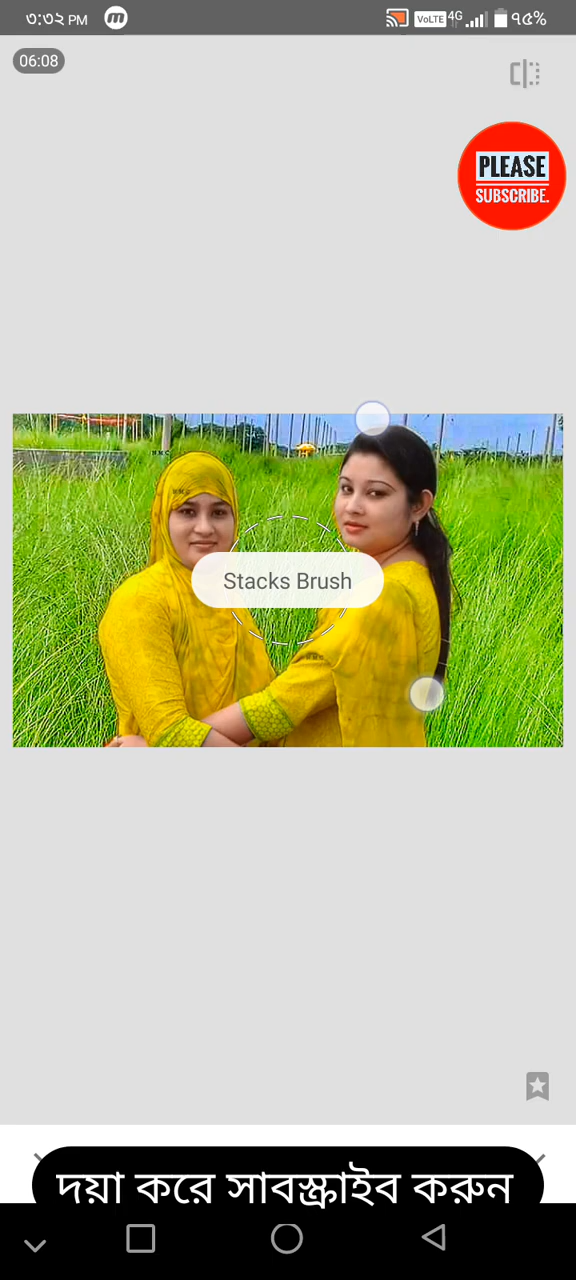 ৩:৩২ PM
VoLTE 4G ৭৫%
06:08
PLEASE
SUBSCRIBE.
Stacks Brush
দয়া করে সাবস্ক্রাইব করুন